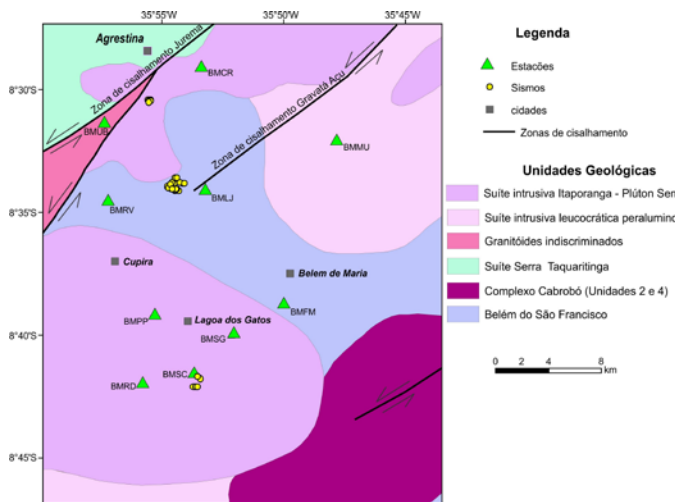 35°55'W
35°50'W
35°45'W
8°30'S
8°35'S
8°40'S
8°45'S
Agrestina
Zona de cisalhamento Jurema
BMCR
BMUB
Zona de cisalhamento Gravatá Açu
BMMU
BMLJ
BMRV
Cupira
Belem de Maria
BMPP
Lagoa dos Gatos
BMFM
BMSG
BMSC
BMRD
Legenda
Estacões
Sismos
cidades
Zonas de cisalhamento
Unidades Geológicas
Suíte intrusiva Itaporanga - Plúton Ser
Suíte intrusiva leucocrática peralumino
Granitóides indiscriminados
Suíte Serra Taquaritinga
Complexo Cabrobó (Unidades 2 e 4)
Belém do São Francisco
0 2 4 8
km